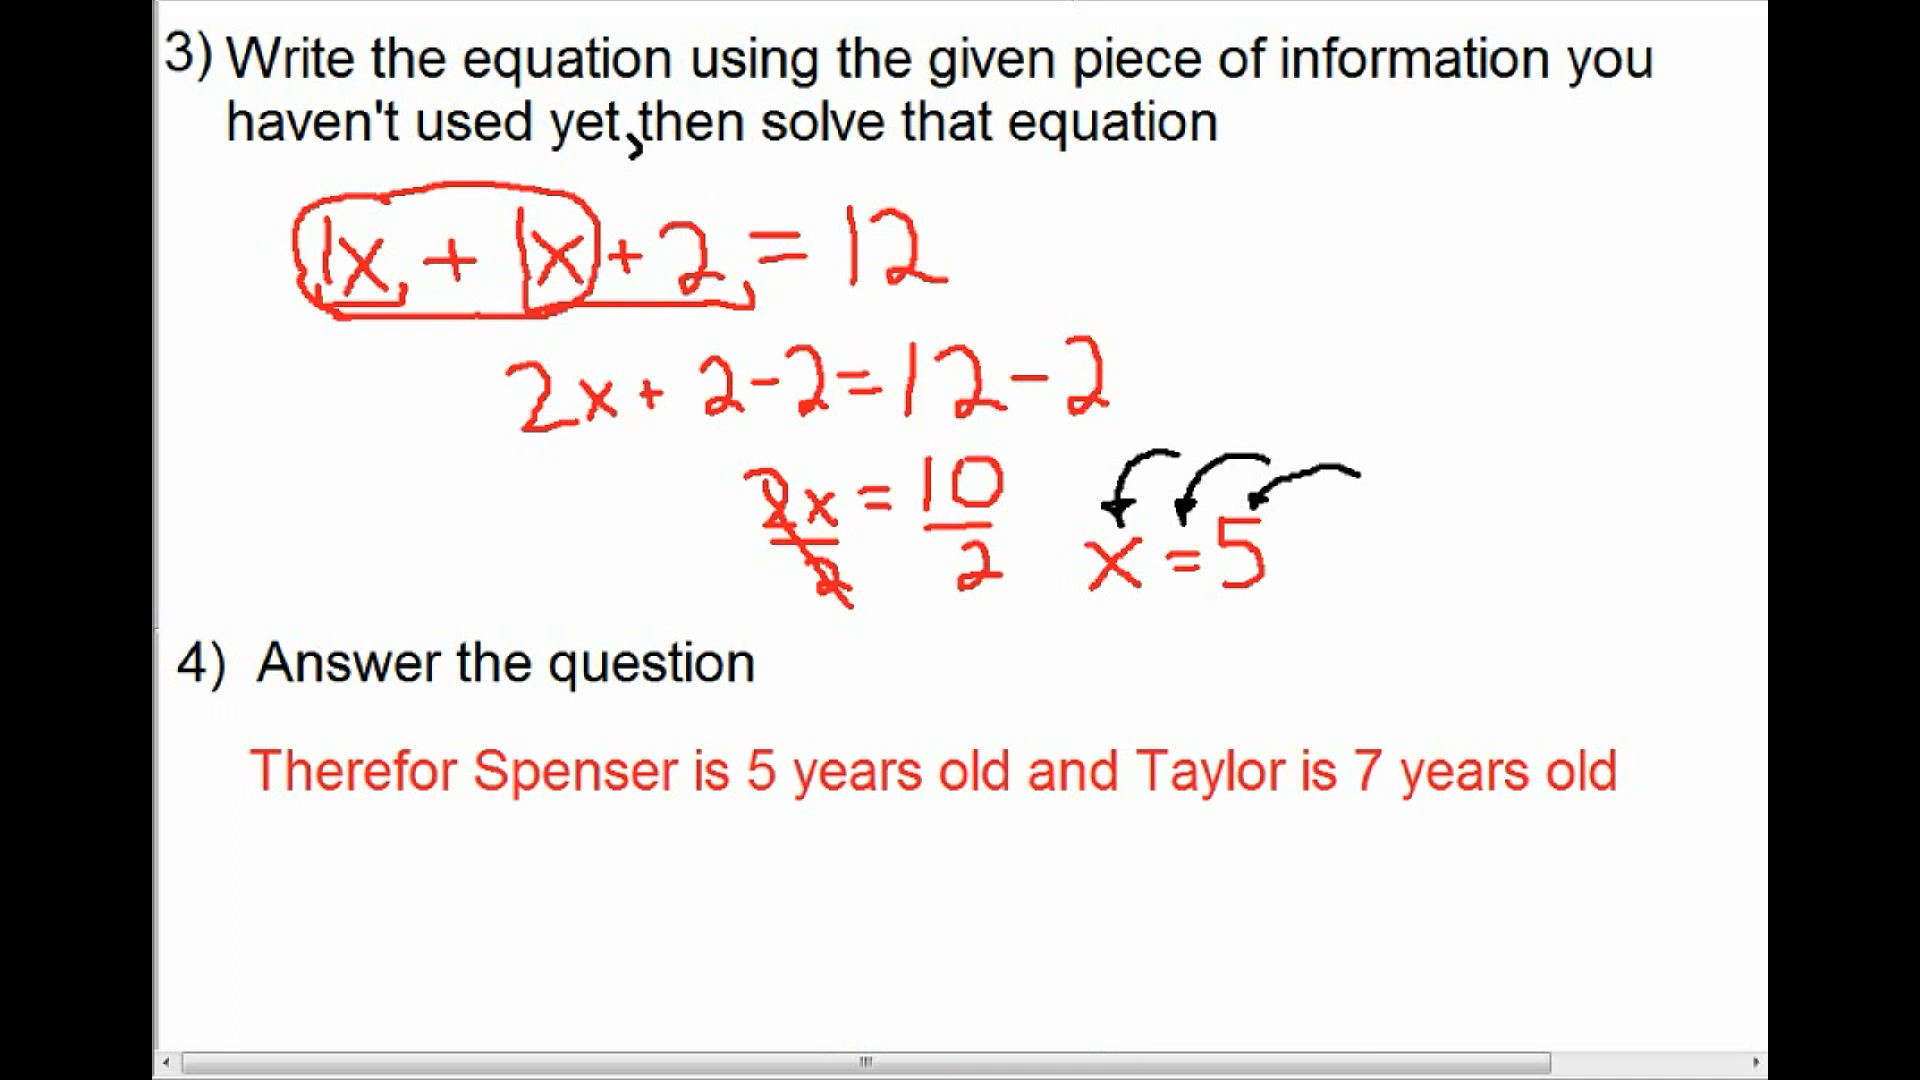 3) Write the equation using the given piece of information you
haven't used yet, then solve that equation
1x + 1x + 2 = 12
2x + 2 - 2 = 12 - 2
2x = 10
2 2
x = 5
4) Answer the question
Therefor Spenser is 5 years old and Taylor is 7 years old